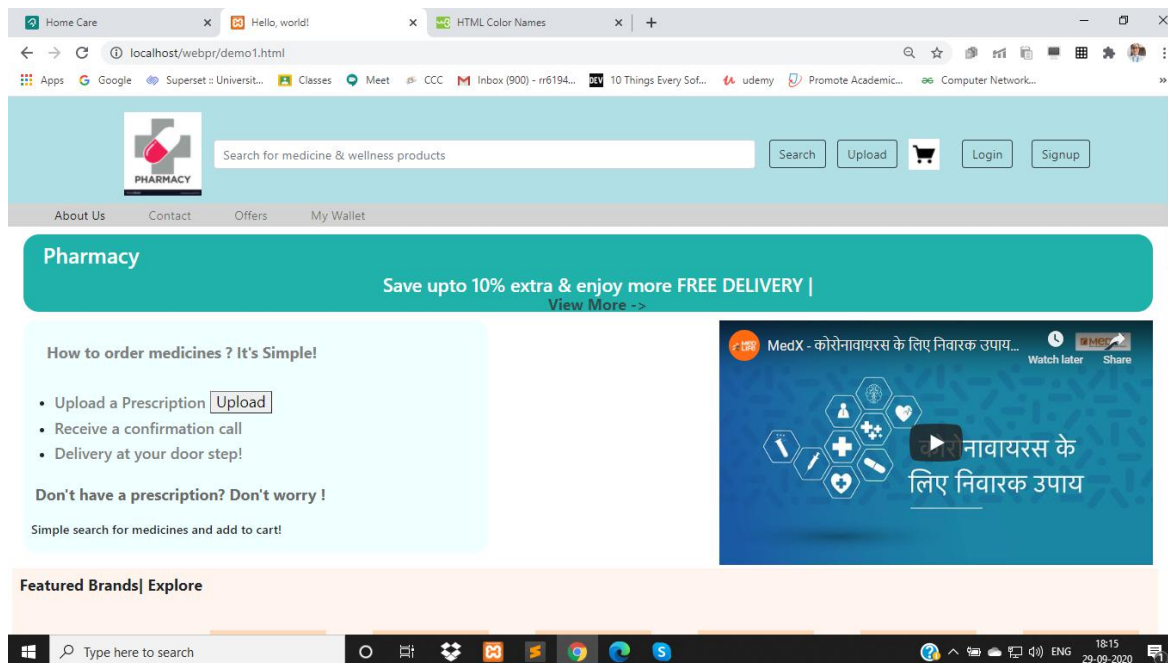 Home Care
Hello, world!
HTML Color Names
localhost/webpr/demo1.html
Apps Google Superset :: Universit... Classes Meet CCC Inbox (900) - rr6194... DEV 10 Things Every Sof... udemy Promote Academic... Computer Network...
PHARMACY
Search for medicine & wellness products
Search Upload Login Signup
About Us Contact Offers My Wallet
Pharmacy
Save upto 10% extra & enjoy more FREE DELIVERY |
View More ->
How to order medicines ? It's Simple!
• Upload a Prescription Upload
• Receive a confirmation call
• Delivery at your door step!
Don't have a prescription? Don't worry !
Simple search for medicines and add to cart!
MedX - कोरोनावायरस के लिए निवारक उपाय...
Watch later Share
नावायरस के
लिए निवारक उपाय
Featured Brands| Explore
Type here to search
ENG
18:15
29-09-2020